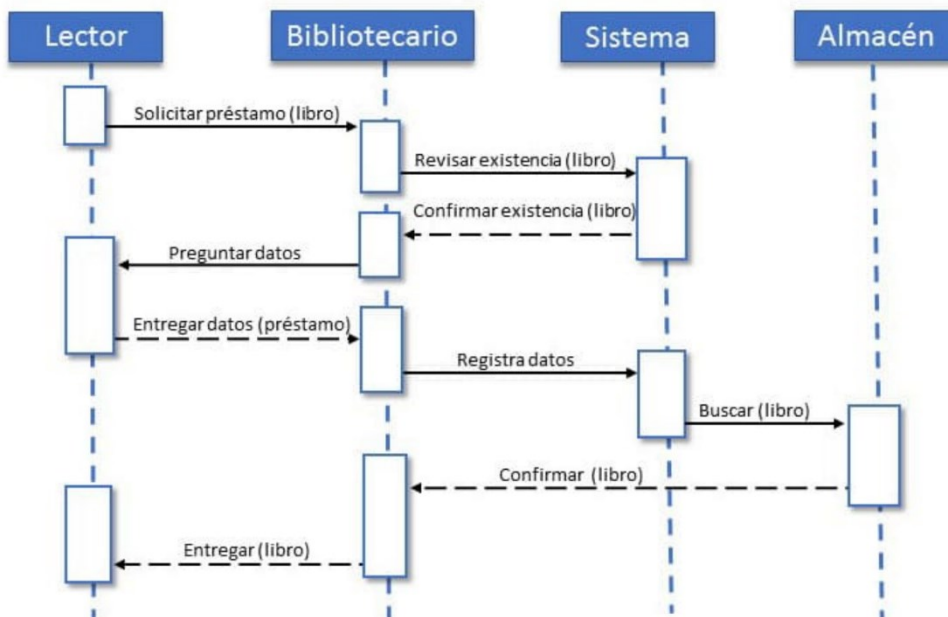 Lector
Bibliotecario
Sistema
Almacén
Solicitar préstamo (libro)
Revisar existencia (libro)
Confirmar existencia (libro)
Preguntar datos
Entregar datos (préstamo)
Registra datos
Buscar (libro)
Confirmar (libro)
Entregar (libro)